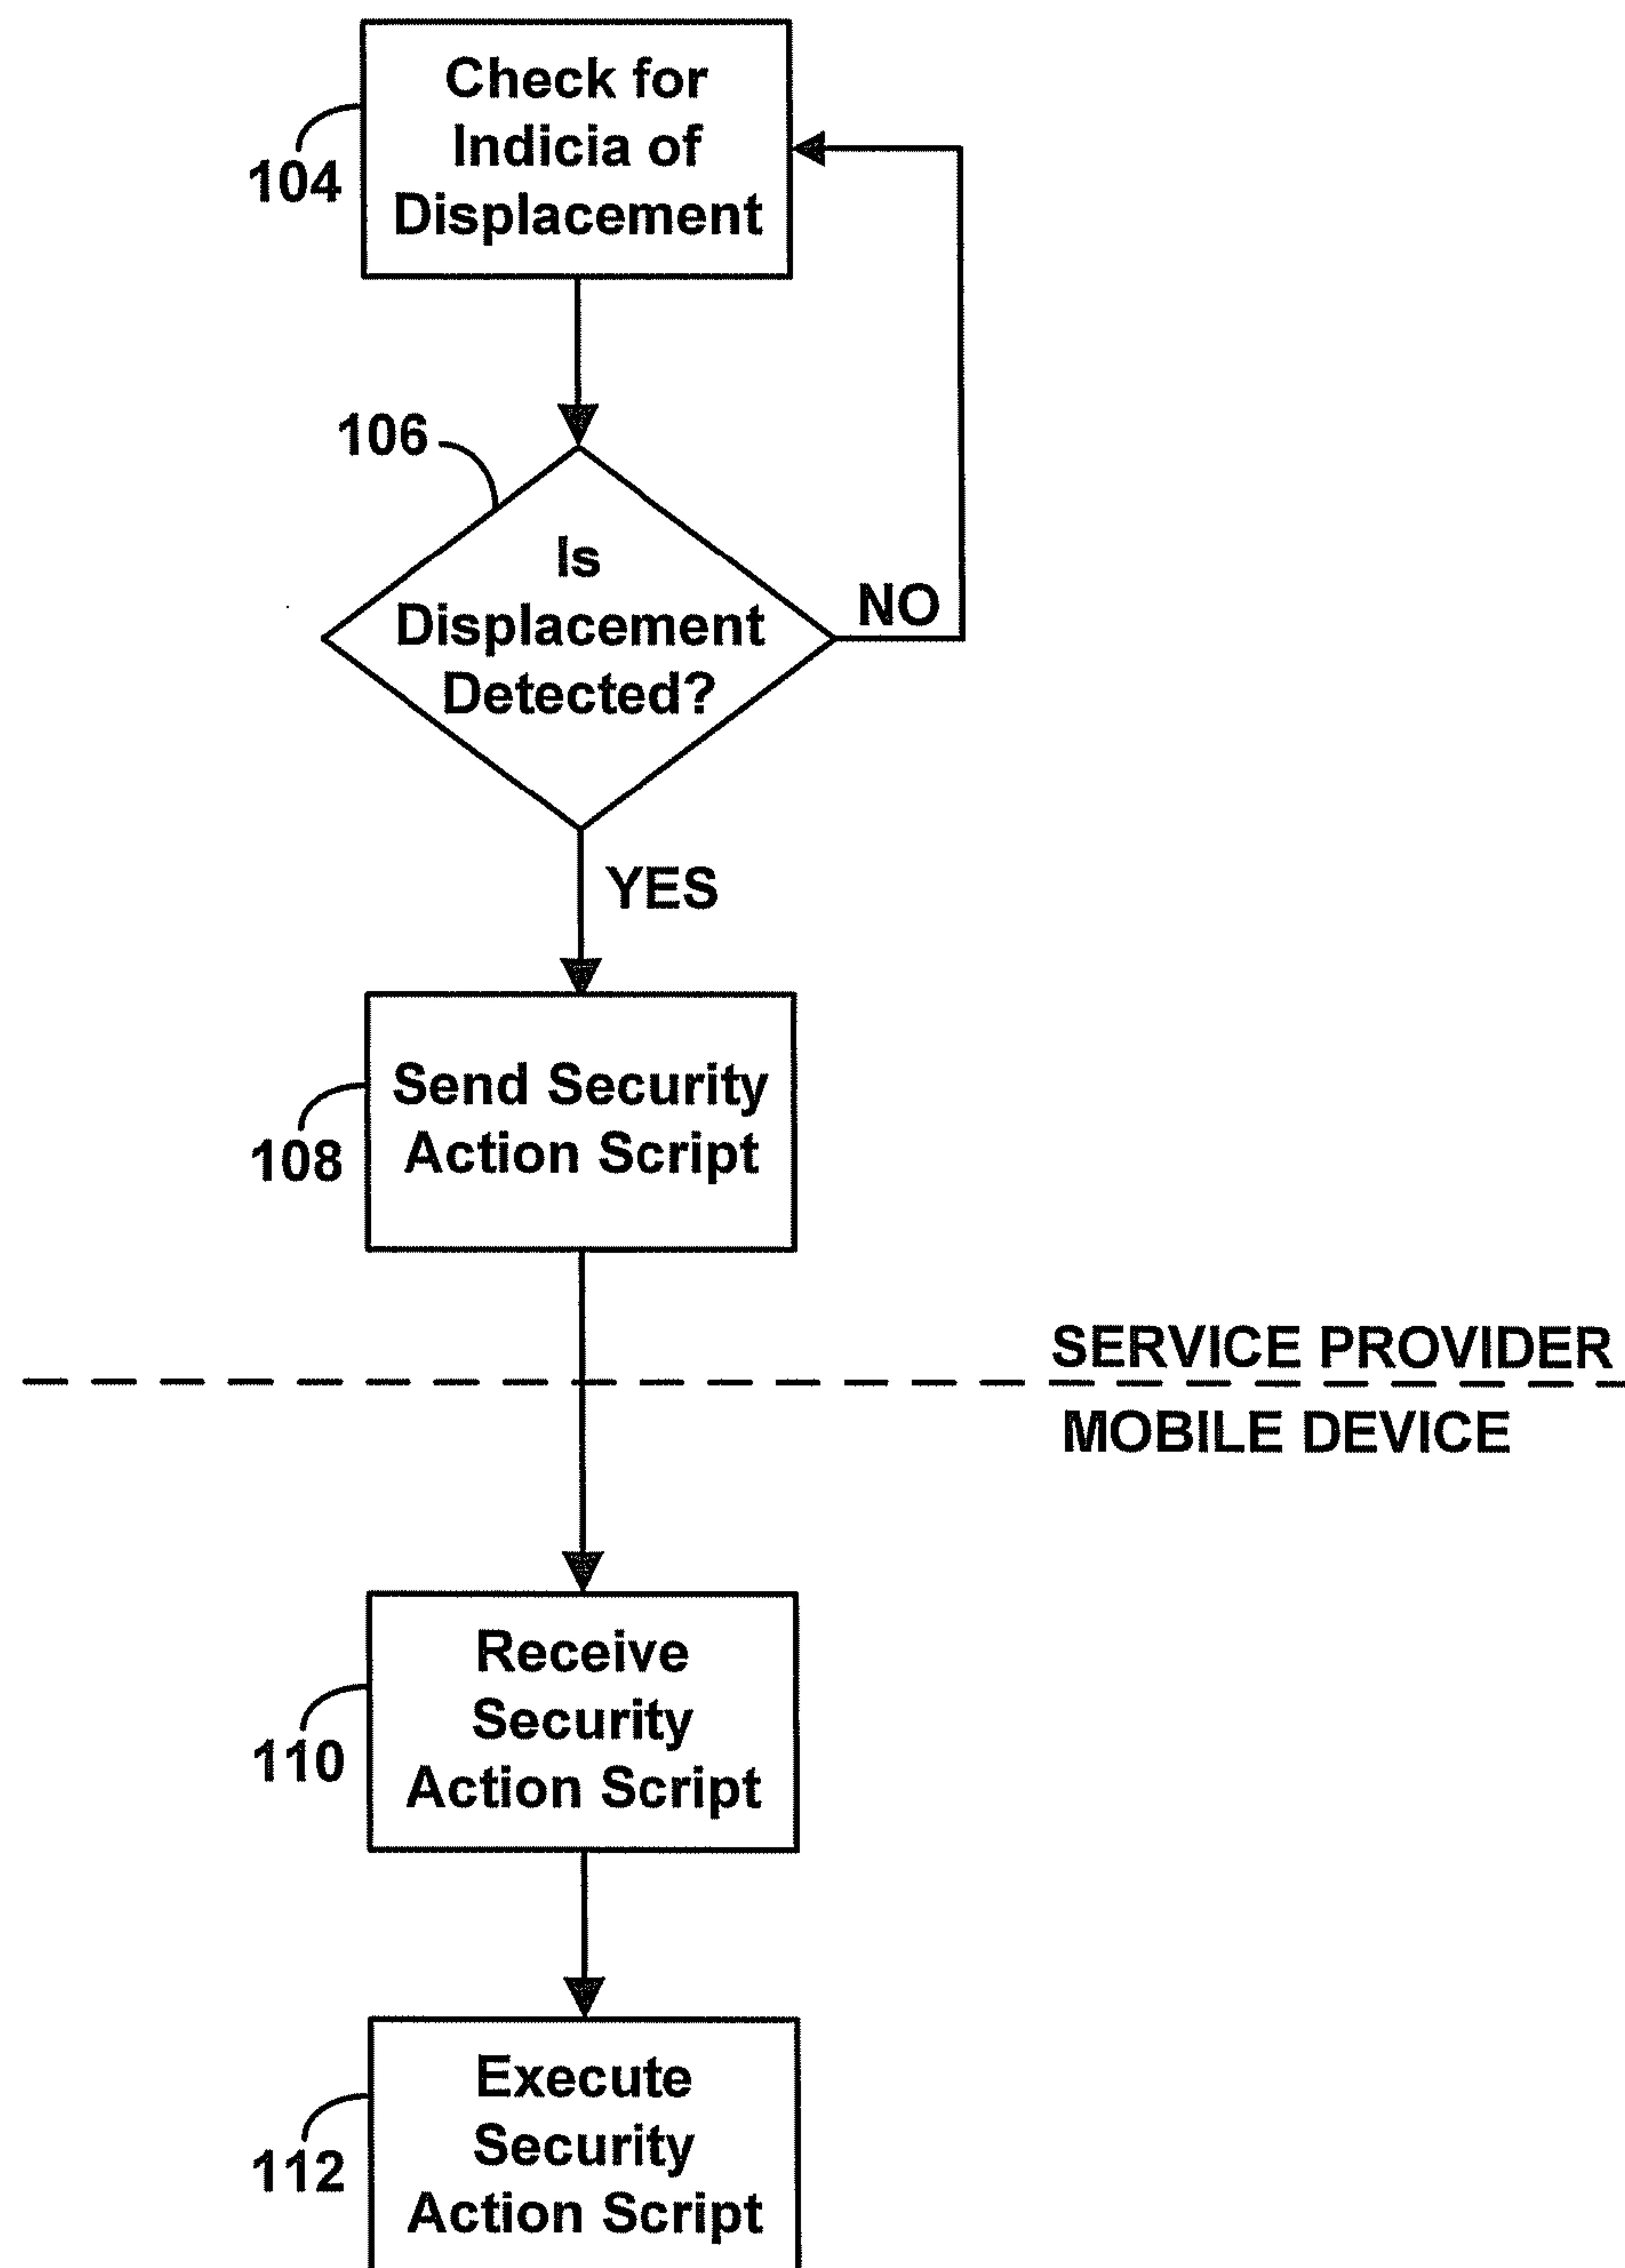 Check for
Indicia of
Displacement
104
106
Is
Displacement
Detected?
NO
YES
Send Security
Action Script
108
SERVICE PROVIDER
MOBILE DEVICE
Receive
Security
Action Script
110
Execute
Security
Action Script
112